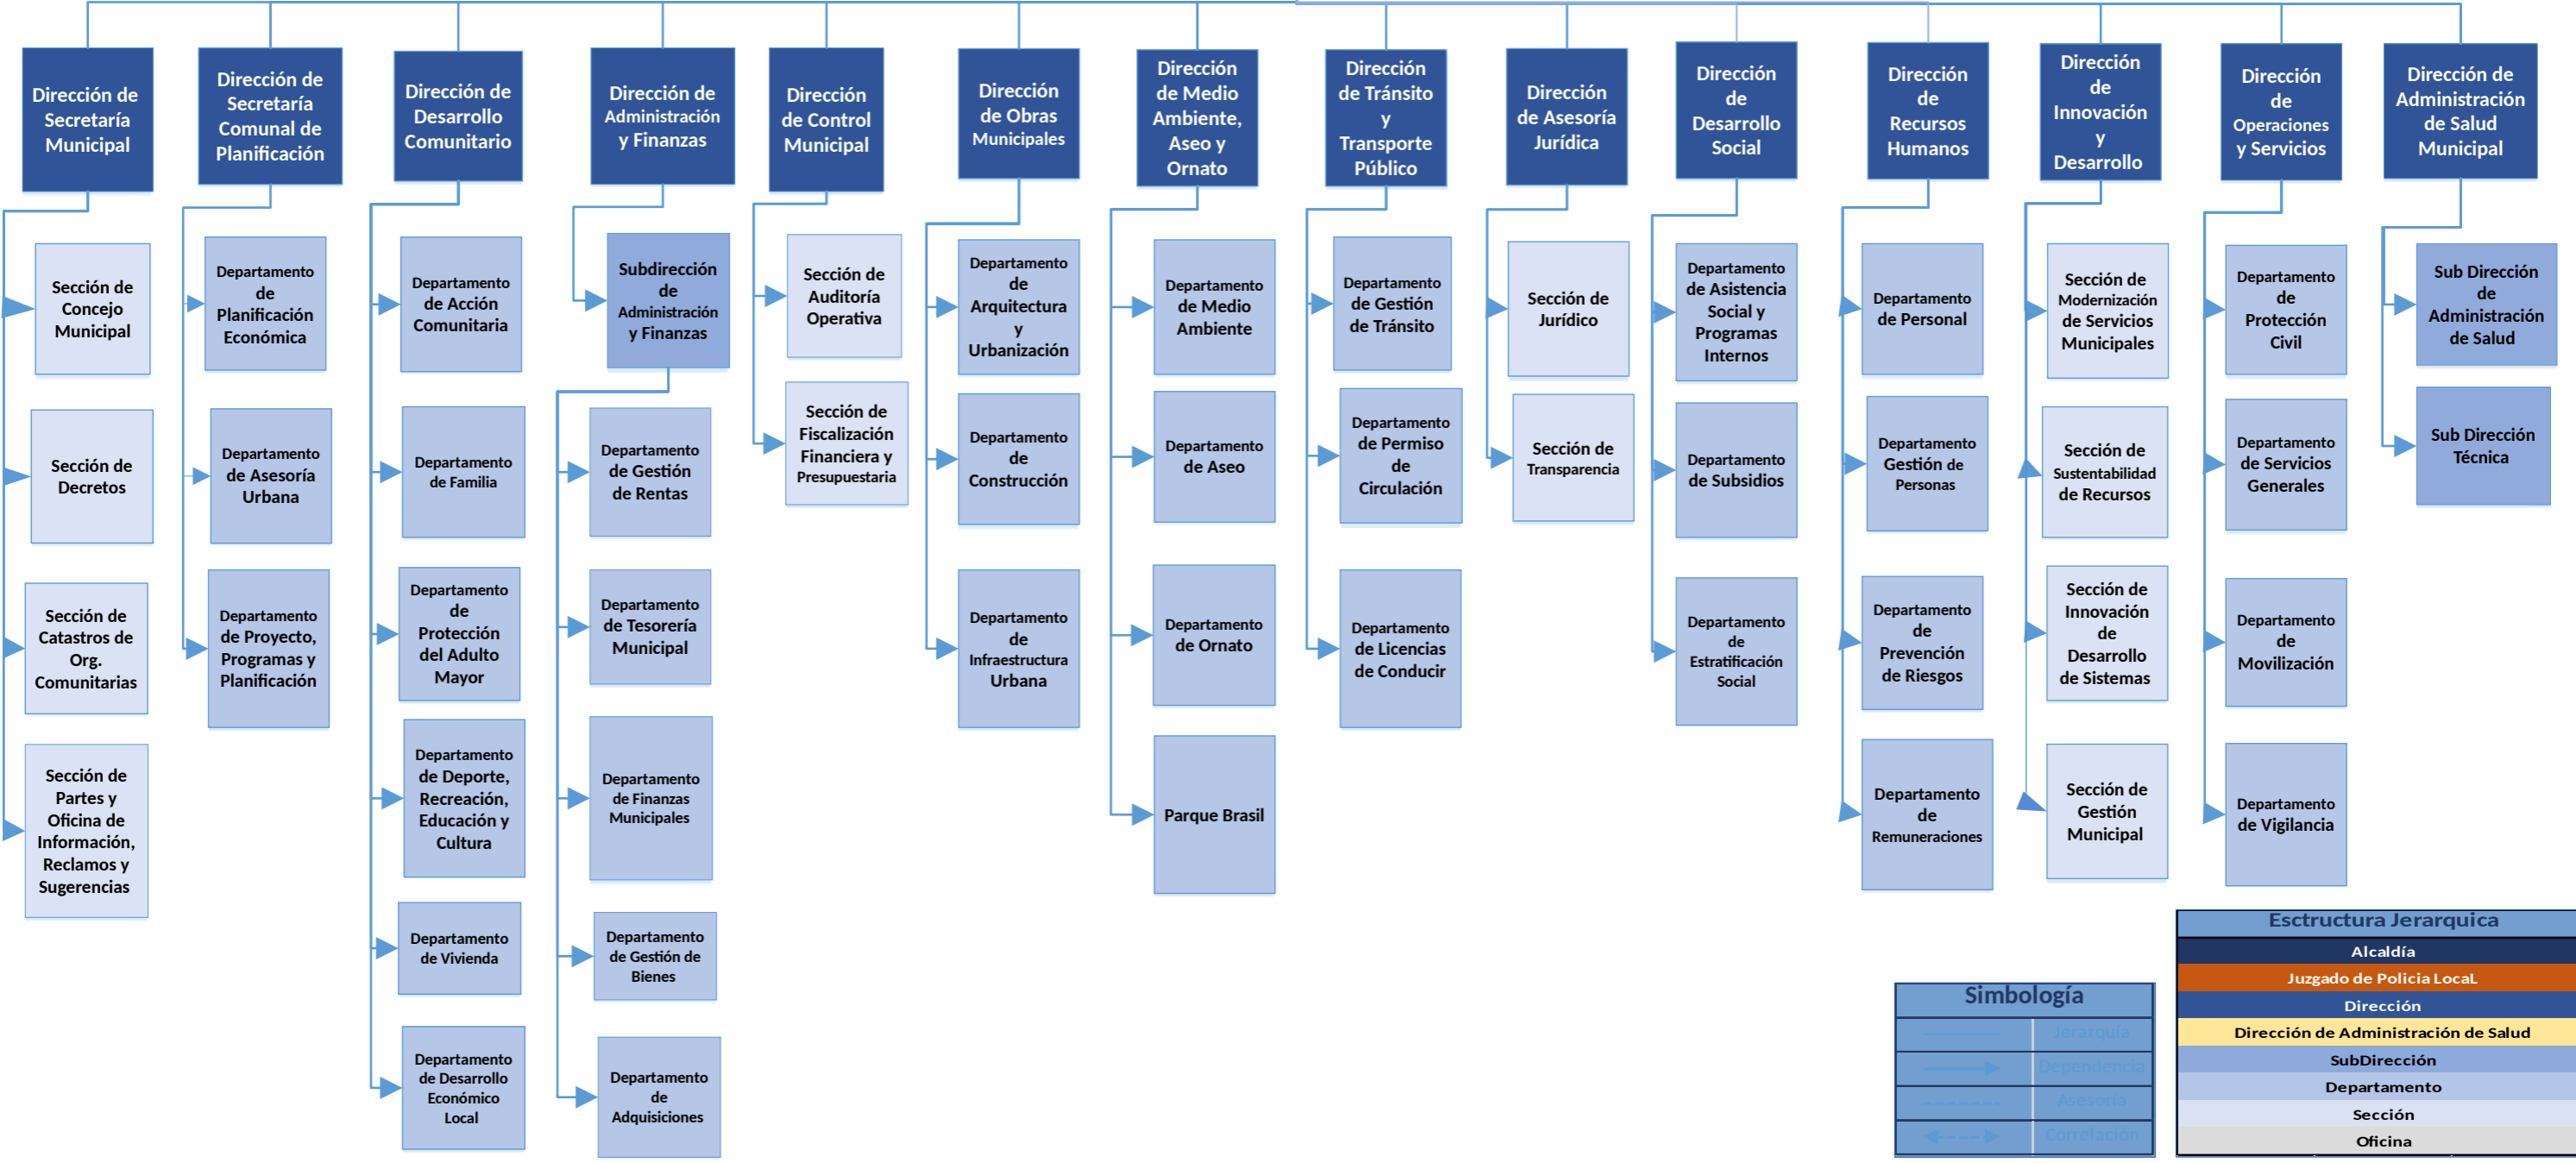 Dirección de
Secretaría
Municipal
Dirección de
Secretaría
Comunal de
Planificación
Dirección de
Desarrollo
Comunitario
Dirección de
Administración
y Finanzas
Dirección
de Control
Municipal
Dirección
de Obras
Municipales
Dirección
de Medio
Ambiente,
Aseo y
Ornato
Dirección
de Tránsito
y
Transporte
Público
Dirección
de Asesoría
Jurídica
Dirección
de
Desarrollo
Social
Dirección
de
Recursos
Humanos
Dirección
de
Innovación
y
Desarrollo
Dirección
de
Operaciones
y Servicios
Dirección de
Administración
de Salud
Municipal
Sección de
Concejo
Municipal
Sección de
Decretos
Sección de
Catastros de
Org.
Comunitarias
Sección de
Partes y
Oficina de
Información,
Reclamos y
Sugerencias
Departamento
de
Planificación
Económica
Departamento
de Asesoría
Urbana
Departamento
de Proyecto,
Programas y
Planificación
Departamento
de Acción
Comunitaria
Departamento
de Familia
Departamento
de
Protección
del Adulto
Mayor
Departamento
de Deporte,
Recreación,
Educación y
Cultura
Departamento
de Vivienda
Departamento
de Desarrollo
Económico
Local
Subdirección
de
Administración
y Finanzas
Departamento
de Gestión
de Rentas
Departamento
de Tesorería
Municipal
Departamento
de Finanzas
Municipales
Departamento
de Gestión de
Bienes
Departamento
de
Adquisiciones
Sección de
Auditoría
Operativa
Sección de
Fiscalización
Financiera y
Presupuestaria
Departamento
de
Arquitectura
y
Urbanización
Departamento
de
Construcción
Departamento
de
Infraestructura
Urbana
Departamento
de Medio
Ambiente
Departamento
de Aseo
Departamento
de Ornato
Parque Brasil
Departamento
de Gestión
de Tránsito
Departamento
de Permiso
de
Circulación
Departamento
de Licencias
de Conducir
Sección de
Jurídico
Sección de
Transparencia
Departamento
de Asistencia
Social y
Programas
Internos
Departamento
de Subsidios
Departamento
de
Estratificación
Social
Departamento
de Personal
Departamento
Gestión de
Personas
Departamento
de
Prevención
de Riesgos
Departamento
de
Remuneraciones
Sección de
Modernización
de Servicios
Municipales
Sección de
Sustentabilidad
de Recursos
Sección de
Innovación
de
Desarrollo
de Sistemas
Sección de
Gestión
Municipal
Departamento
de
Protección
Civil
Departamento
de Servicios
Generales
Departamento
de
Movilización
Departamento
de Vigilancia
Sub Dirección
de
Administración
de Salud
Sub Dirección
Técnica
Simbología
Jerarquía
Dependencia
Asesoría
Correlación
Esctructura Jerarquica
Alcaldía
Juzgado de Policia LocaL
Dirección
Dirección de Administración de Salud
SubDirección
Departamento
Sección
Oficina